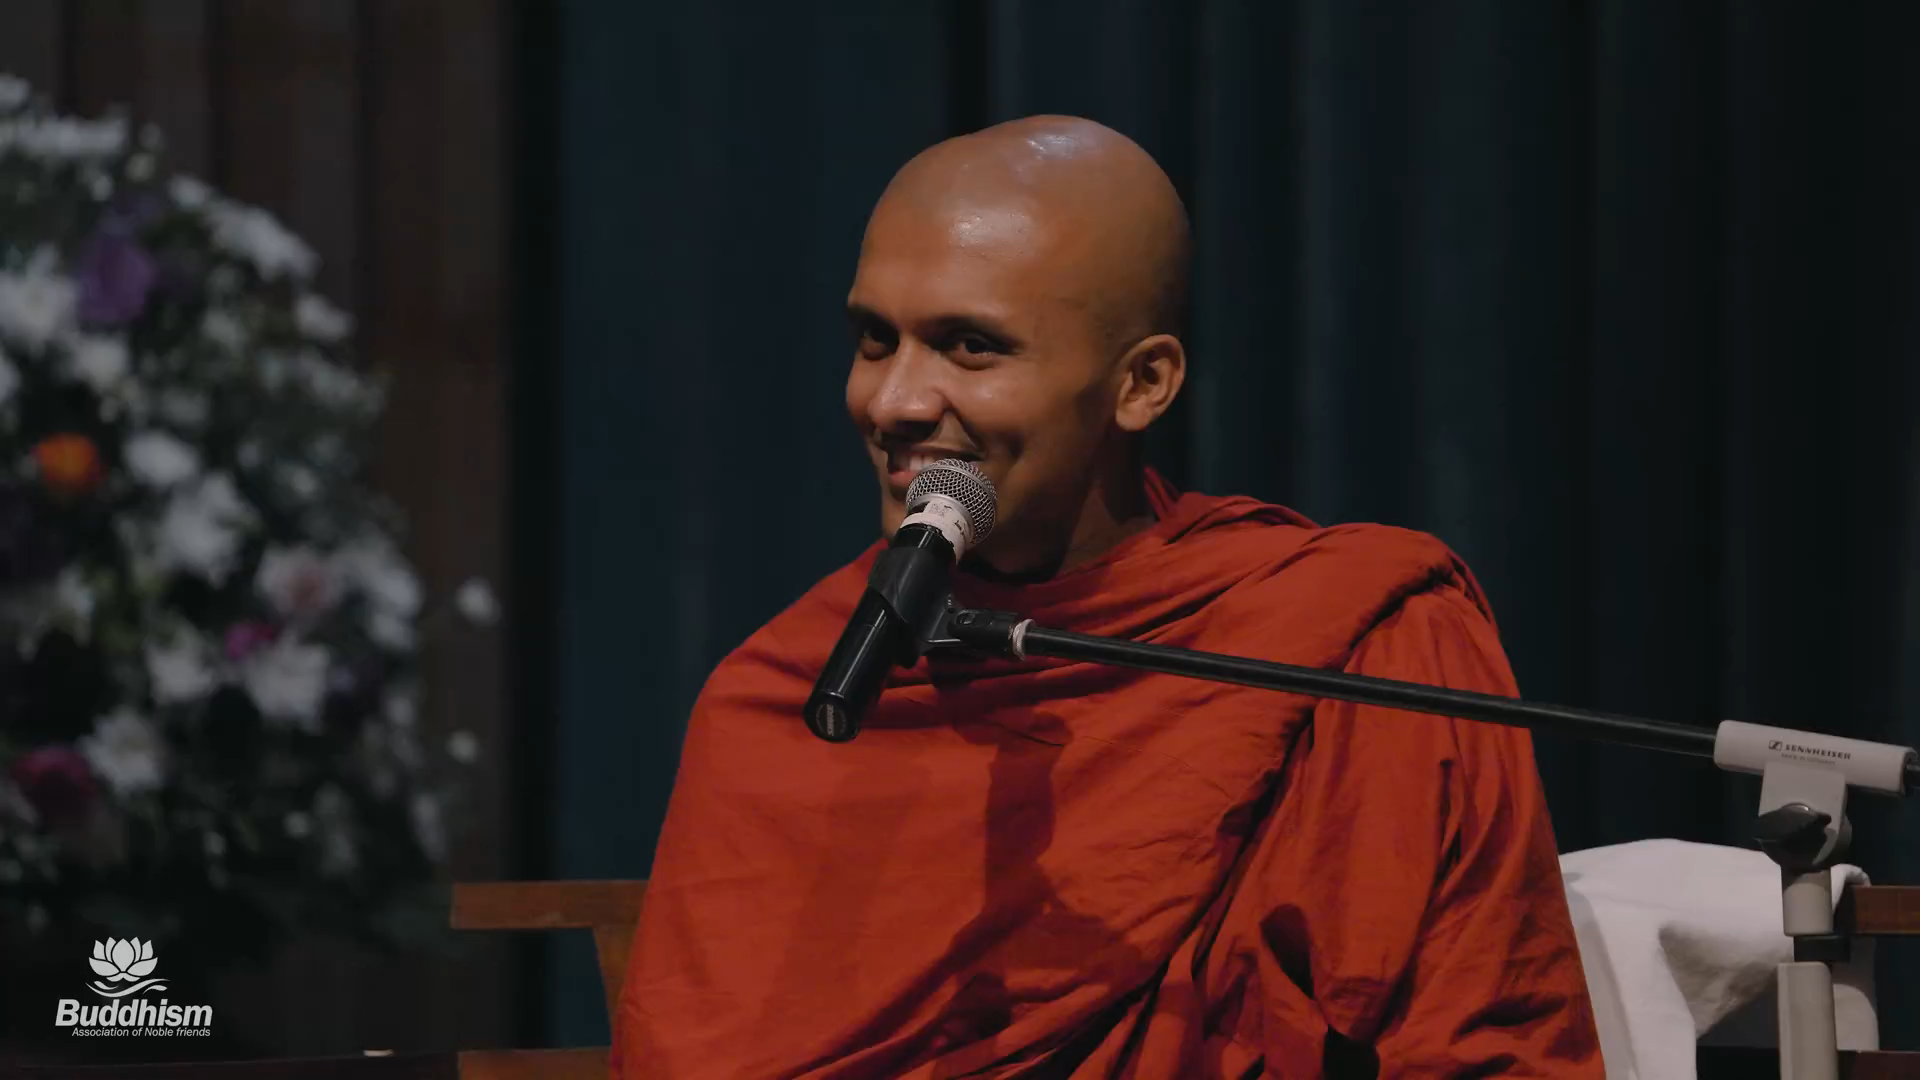 SENNHEISER
Buddhism
Association of Noble friends